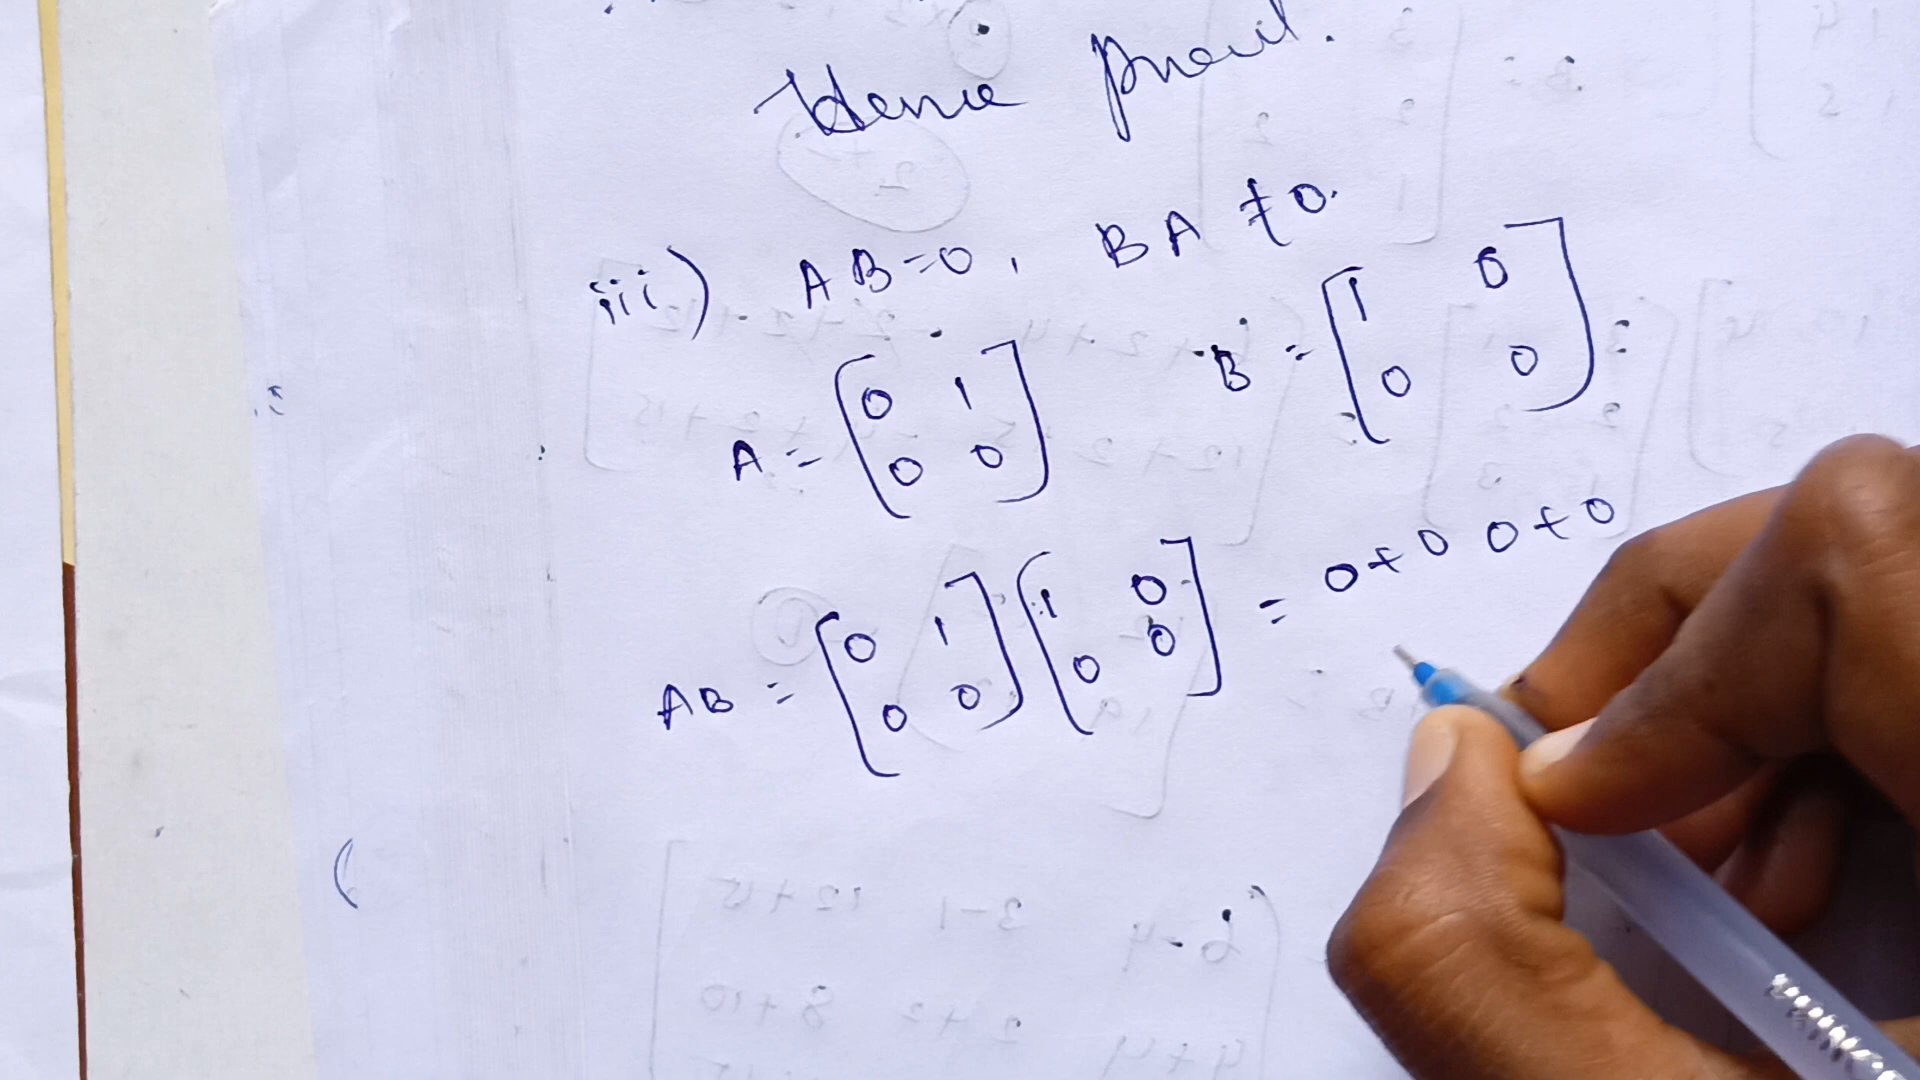 Hence proved.
iii) AB=0, BA ≠0.
A = [0 1
0 0] B = [1 0
0 0]
AB = [0 1
0 0] [1 0
0 0] = 0+0 0+0